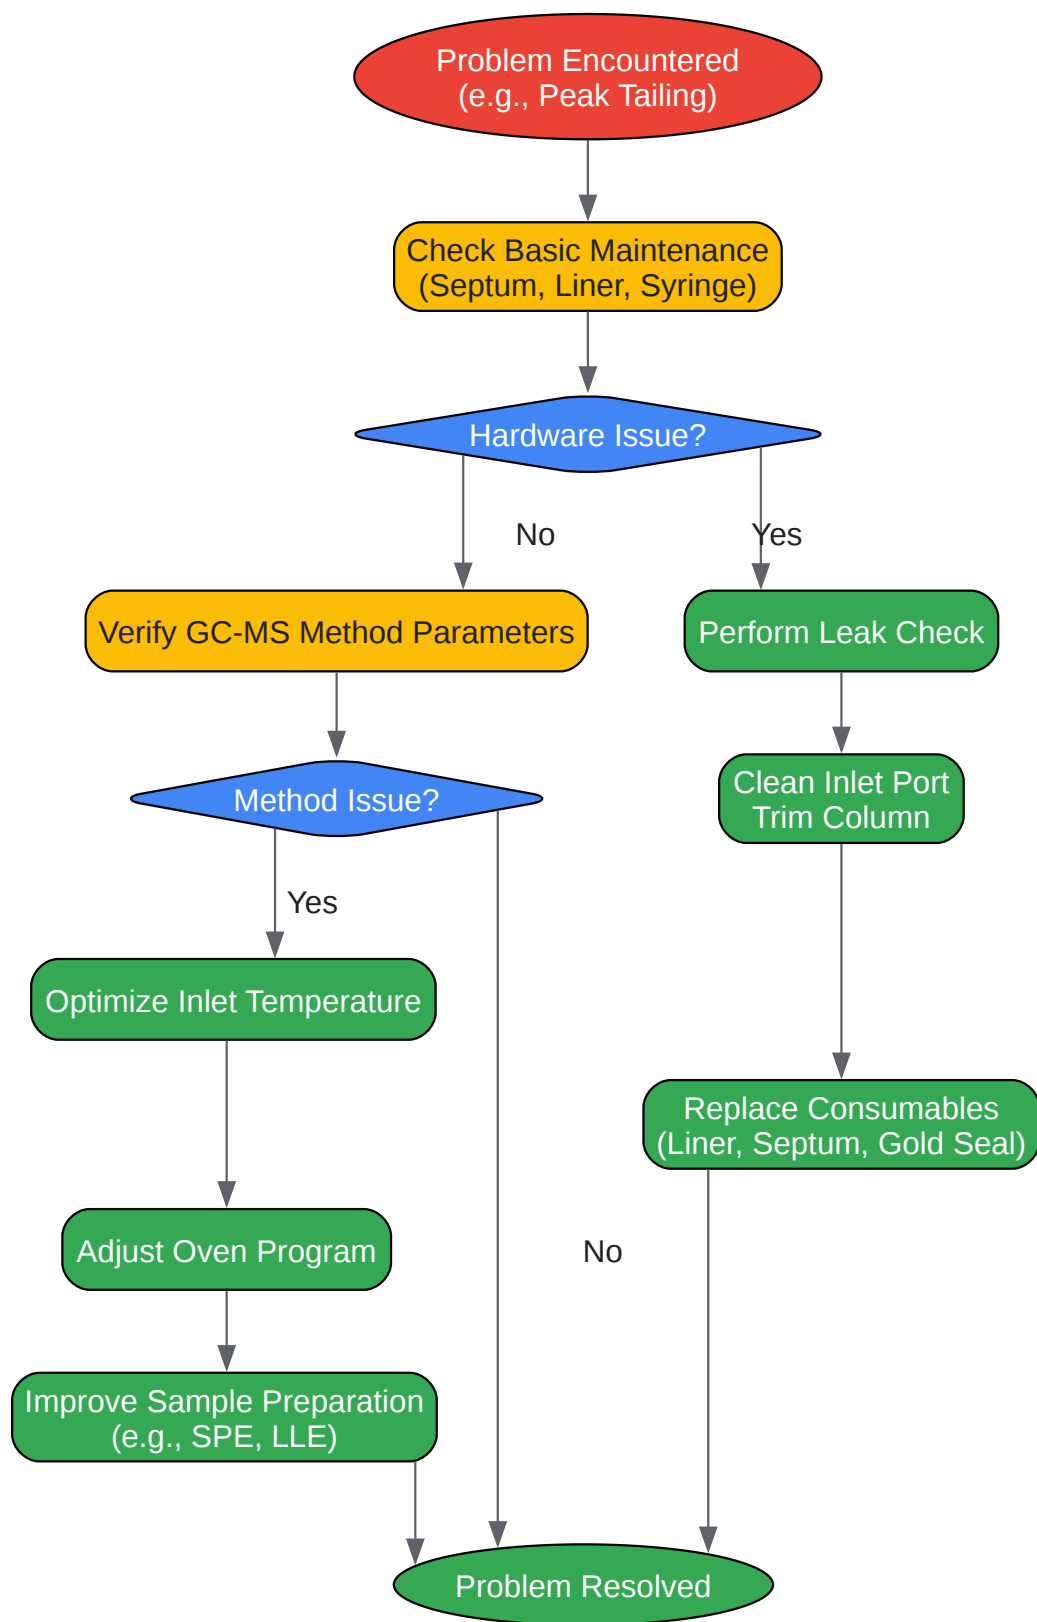 Problem Encountered
(e.g., Peak Tailing)
Check Basic Maintenance
(Septum, Liner, Syringe)
Hardware Issue?
No
Yes
Verify GC-MS Method Parameters
Perform Leak Check
Clean Inlet Port
Trim Column
Method Issue?
Yes
Optimize Inlet Temperature
Replace Consumables
(Liner, Septum, Gold Seal)
Adjust Oven Program
No
Improve Sample Preparation
(e.g., SPE, LLE)
Problem Resolved